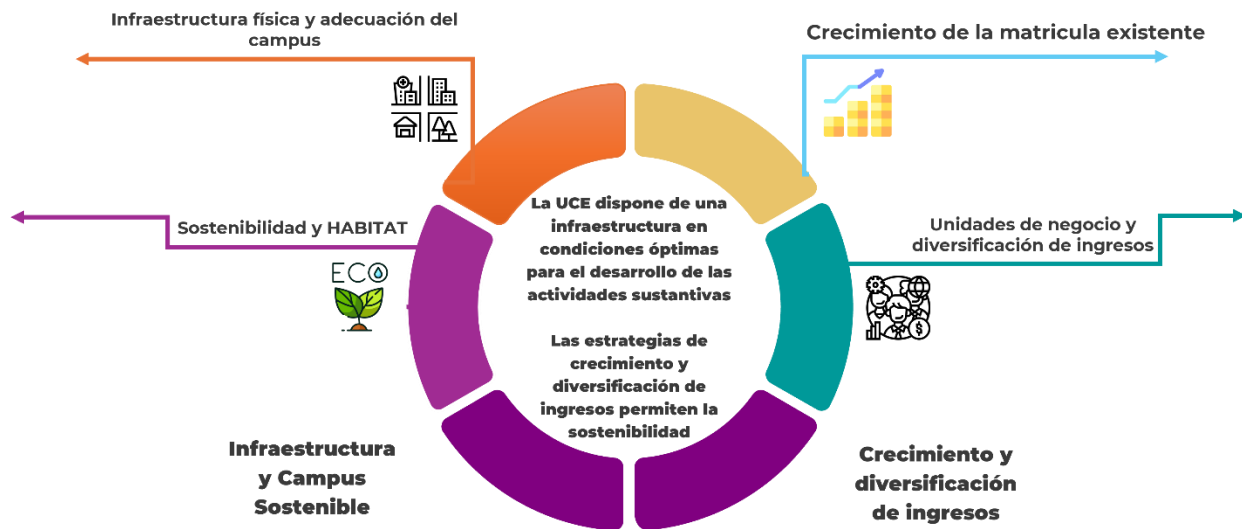 Infraestructura física y adecuación del
campus
Crecimiento de la matricula existente
Sostenibilidad y HABITAT
ECO
Unidades de negocio y
diversificación de ingresos
La UCE dispone de una
infraestructura en
condiciones óptimas
para el desarrollo de las
actividades sustantivas
Las estrategias de
crecimiento y
diversificación de
ingresos permiten la
sostenibilidad
Infraestructura
y Campus
Sostenible
Crecimiento y
diversificación
de ingresos